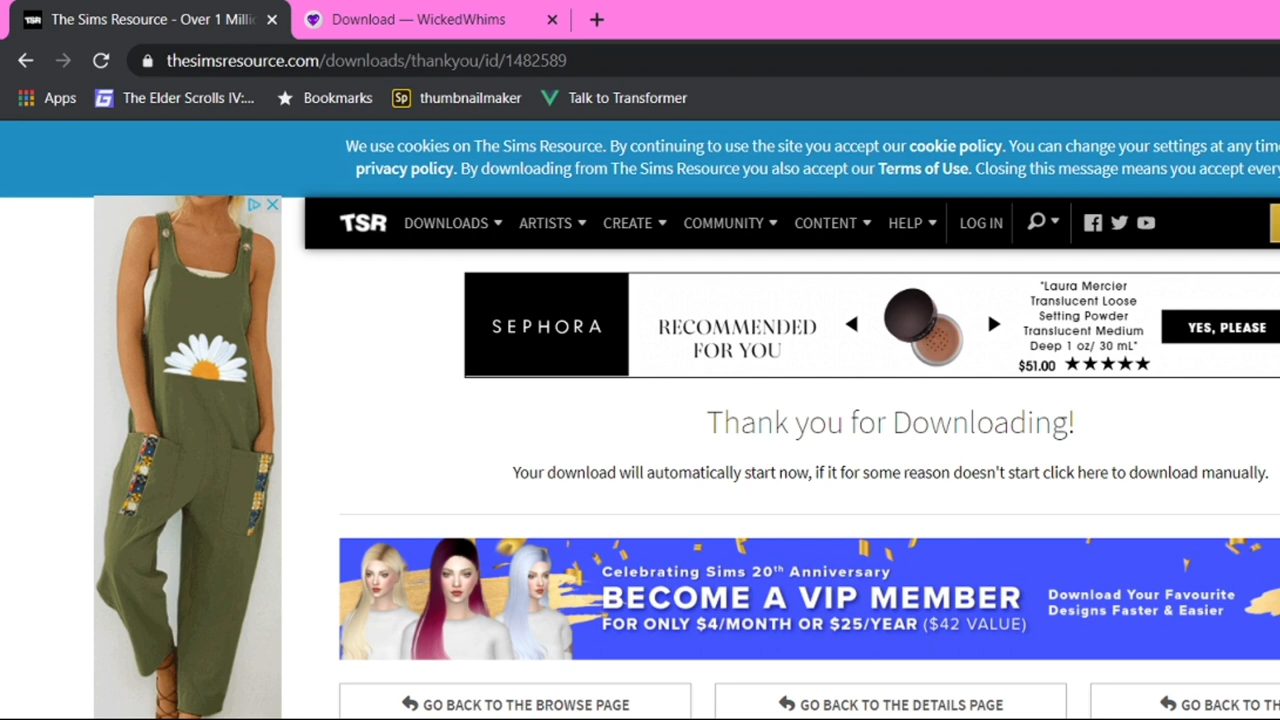 TSR The Sims Resource - Over 1 Milli
Download — WickedWhims
thesimsresource.com/downloads/thankyou/id/1482589
Apps
The Elder Scrolls IV:...
Bookmarks
Sp thumbnailmaker
Talk to Transformer
We use cookies on The Sims Resource. By continuing to use the site you accept our cookie policy. You can change your settings at any time
privacy policy. By downloading from The Sims Resource you also accept our Terms of Use. Closing this message means you accept every
TSR DOWNLOADS ARTISTS CREATE COMMUNITY CONTENT HELP LOG IN
SEPHORA
RECOMMENDED
FOR YOU
"Laura Mercier
Translucent Loose
Setting Powder
Translucent Medium
Deep 1 oz/ 30 mL"
$51.00 ★★★★★
YES, PLEASE
Thank you for Downloading!
Your download will automatically start now, if it for some reason doesn't start click here to download manually.
Celebrating Sims 20th Anniversary
BECOME A VIP MEMBER
FOR ONLY $4/MONTH OR $25/YEAR ($42 VALUE)
Download Your Favourite
Designs Faster & Easier
GO BACK TO THE BROWSE PAGE
GO BACK TO THE DETAILS PAGE
GO BACK TO TH